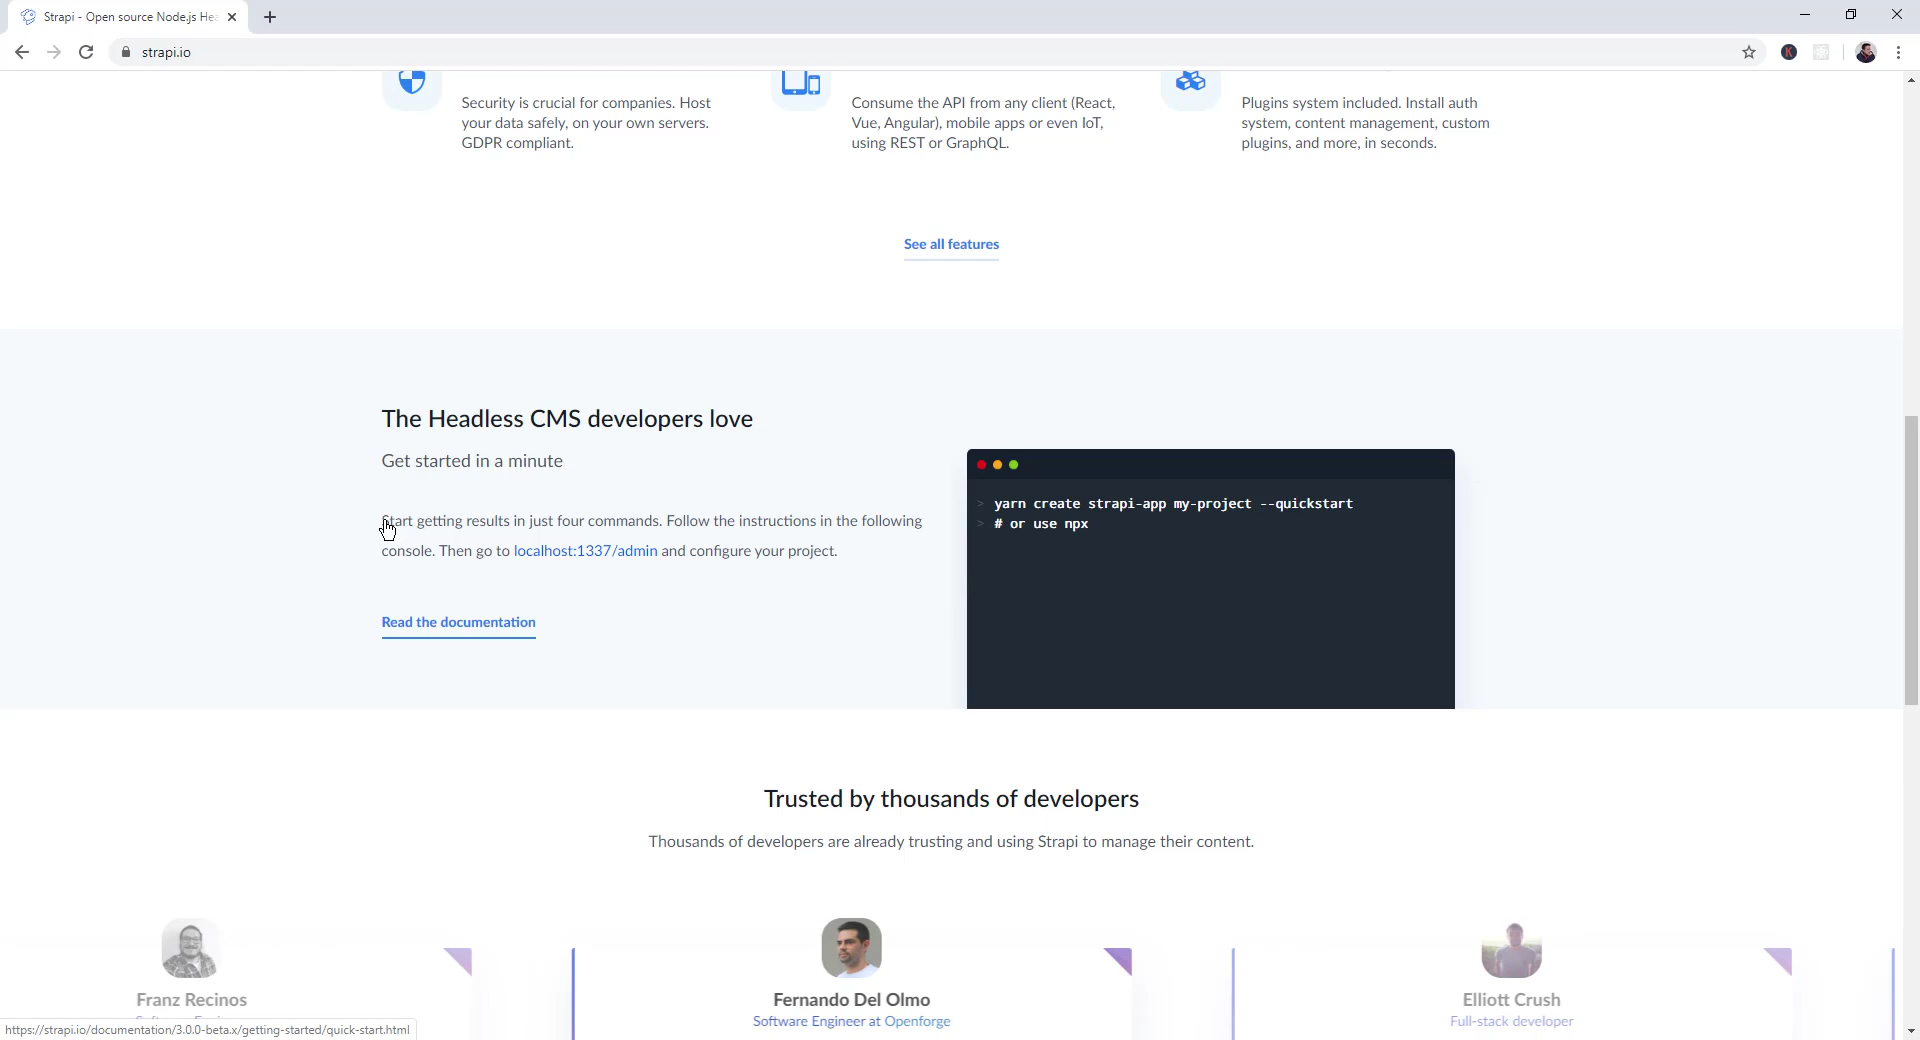 Strapi - Open source Node.js He
strapi.io
K
Security is crucial for companies. Host
your data safely, on your own servers.
GDPR compliant.
Consume the API from any client (React,
Vue, Angular), mobile apps or even IoT,
using REST or GraphQL.
Plugins system included. Install auth
system, content management, custom
plugins, and more, in seconds.
See all features
The Headless CMS developers love
Get started in a minute
Start getting results in just four commands. Follow the instructions in the following
console. Then go to localhost:1337/admin and configure your project.
Read the documentation
> yarn create strapi-app my-project --quickstart
> # or use npx
Trusted by thousands of developers
Thousands of developers are already trusting and using Strapi to manage their content.
Franz Recinos
Fernando Del Olmo
Software Engineer at Openforge
Elliott Crush
Full-stack developer
https://strapi.io/documentation/3.0.0-beta.x/getting-started/quick-start.html